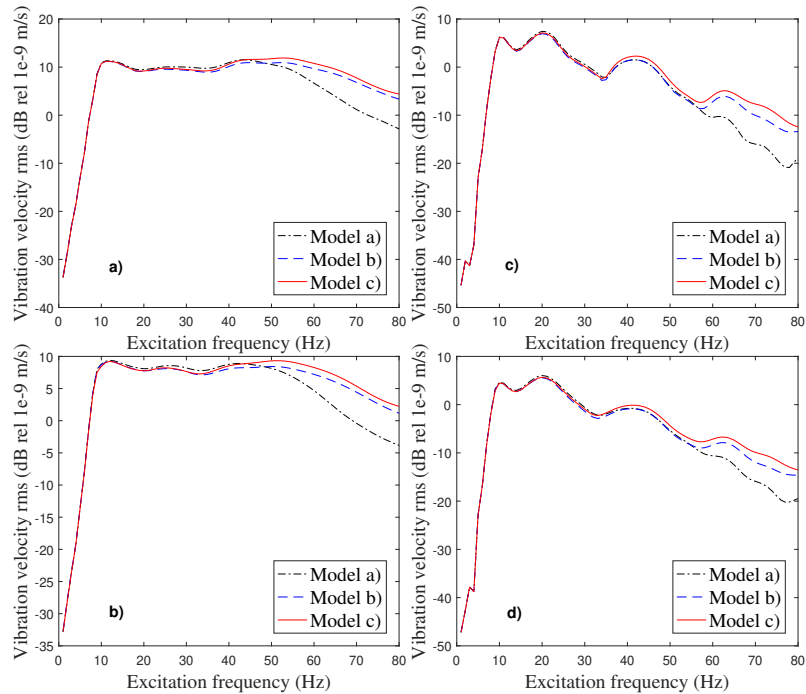 Vibration velocity rms (dB rel 1e-9 m/s)
20
10
0
-10
-20
-30
-40
0 10 20 30 40 50 60 70 80
Excitation frequency (Hz)
a)
Model a)
Model b)
Model c)
Vibration velocity rms (dB rel 1e-9 m/s)
10
0
-10
-20
-30
-40
-50
0 10 20 30 40 50 60 70 80
Excitation frequency (Hz)
c)
Model a)
Model b)
Model c)
Vibration velocity rms (dB rel 1e-9 m/s)
10
5
0
-5
-10
-15
-20
-25
-30
-35
0 10 20 30 40 50 60 70 80
Excitation frequency (Hz)
b)
Model a)
Model b)
Model c)
Vibration velocity rms (dB rel 1e-9 m/s)
10
0
-10
-20
-30
-40
-50
0 10 20 30 40 50 60 70 80
Excitation frequency (Hz)
d)
Model a)
Model b)
Model c)